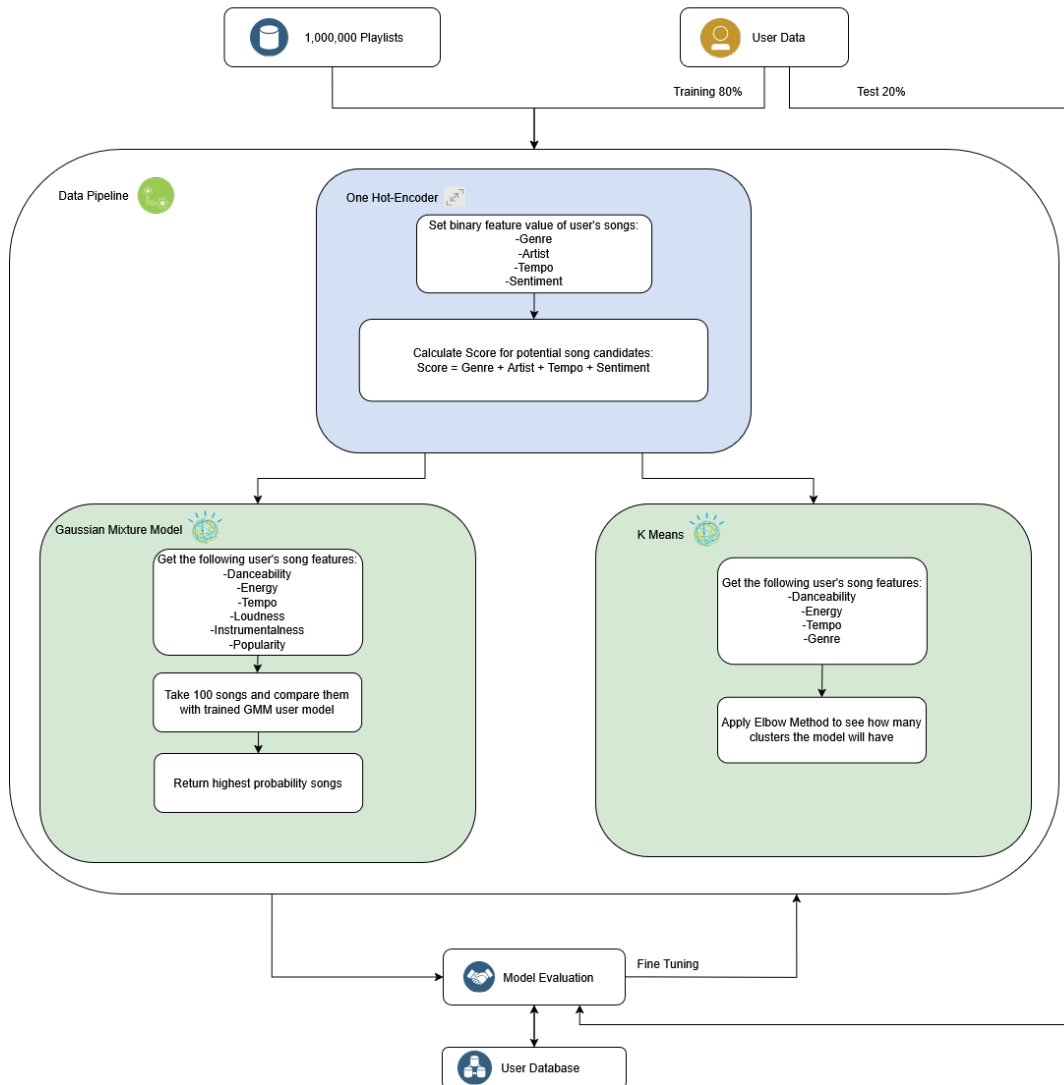 1,000,000 Playlists
User Data
Training 80%
Test 20%
Data Pipeline
One Hot-Encoder
Set binary feature value of user's songs:
-Genre
-Artist
-Tempo
-Sentiment
Calculate Score for potential song candidates:
Score = Genre + Artist + Tempo + Sentiment
Gaussian Mixture Model
Get the following user's song features:
-Danceability
-Energy
-Tempo
-Loudness
-Instrumentalness
-Popularity
Take 100 songs and compare them
with trained GMM user model
Return highest probability songs
K Means
Get the following user's song features:
-Danceability
-Energy
-Tempo
-Genre
Apply Elbow Method to see how many
clusters the model will have
Model Evaluation
Fine Tuning
User Database